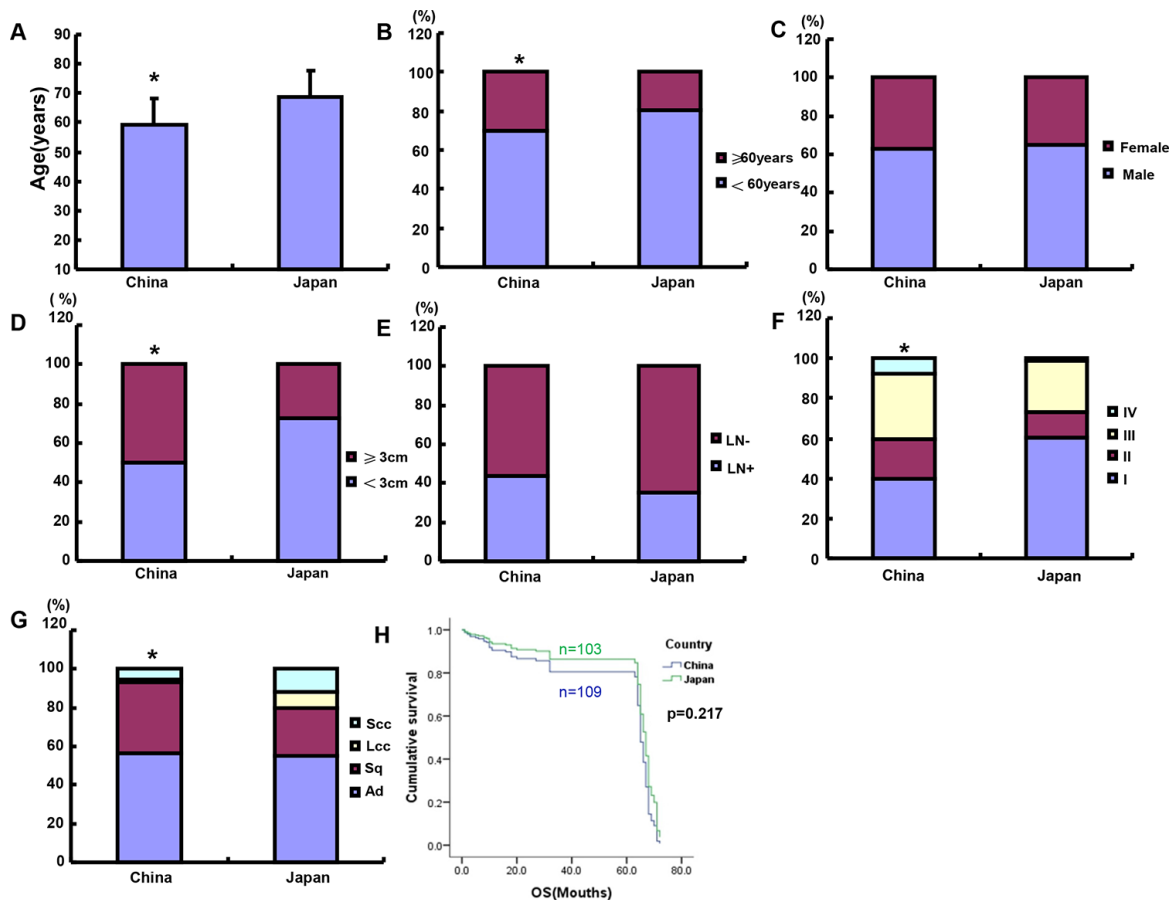 A
Age(years)
90
80
70
60
50
40
30
20
10
China
Japan
*
B
(%)
120
100
80
60
40
20
0
*
China
Japan
⩾60years
< 60years
C
(%)
120
100
80
60
40
20
0
China
Japan
Female
Male
D
( %)
120
100
80
60
40
20
0
*
China
Japan
⩾ 3cm
< 3cm
E
(%)
120
100
80
60
40
20
0
China
Japan
LN-
LN+
F
(%)
120
100
80
60
40
20
0
*
China
Japan
IV
III
II
I
G
(%)
120
100
80
60
40
20
0
*
China
Japan
Scc
Lcc
Sq
Ad
H
Cumulative survival
1.0
0.8
0.6
0.4
0.2
0.0
0.0
20.0
40.0
60.0
80.0
OS(Mouths)
n=103
n=109
Country
China
Japan
p=0.217